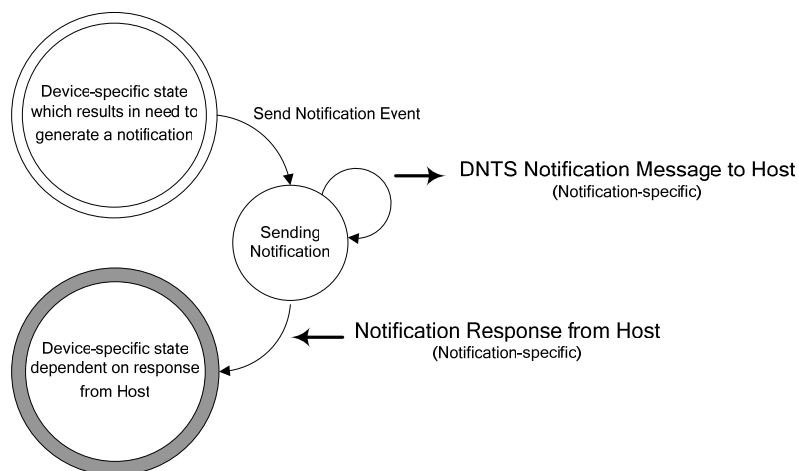 Device-specific state
which results in need to
generate a notification
Send Notification Event
DNTS Notification Message to Host
(Notification-specific)
Sending
Notification
Notification Response from Host
(Notification-specific)
Device-specific state
dependent on response
from Host